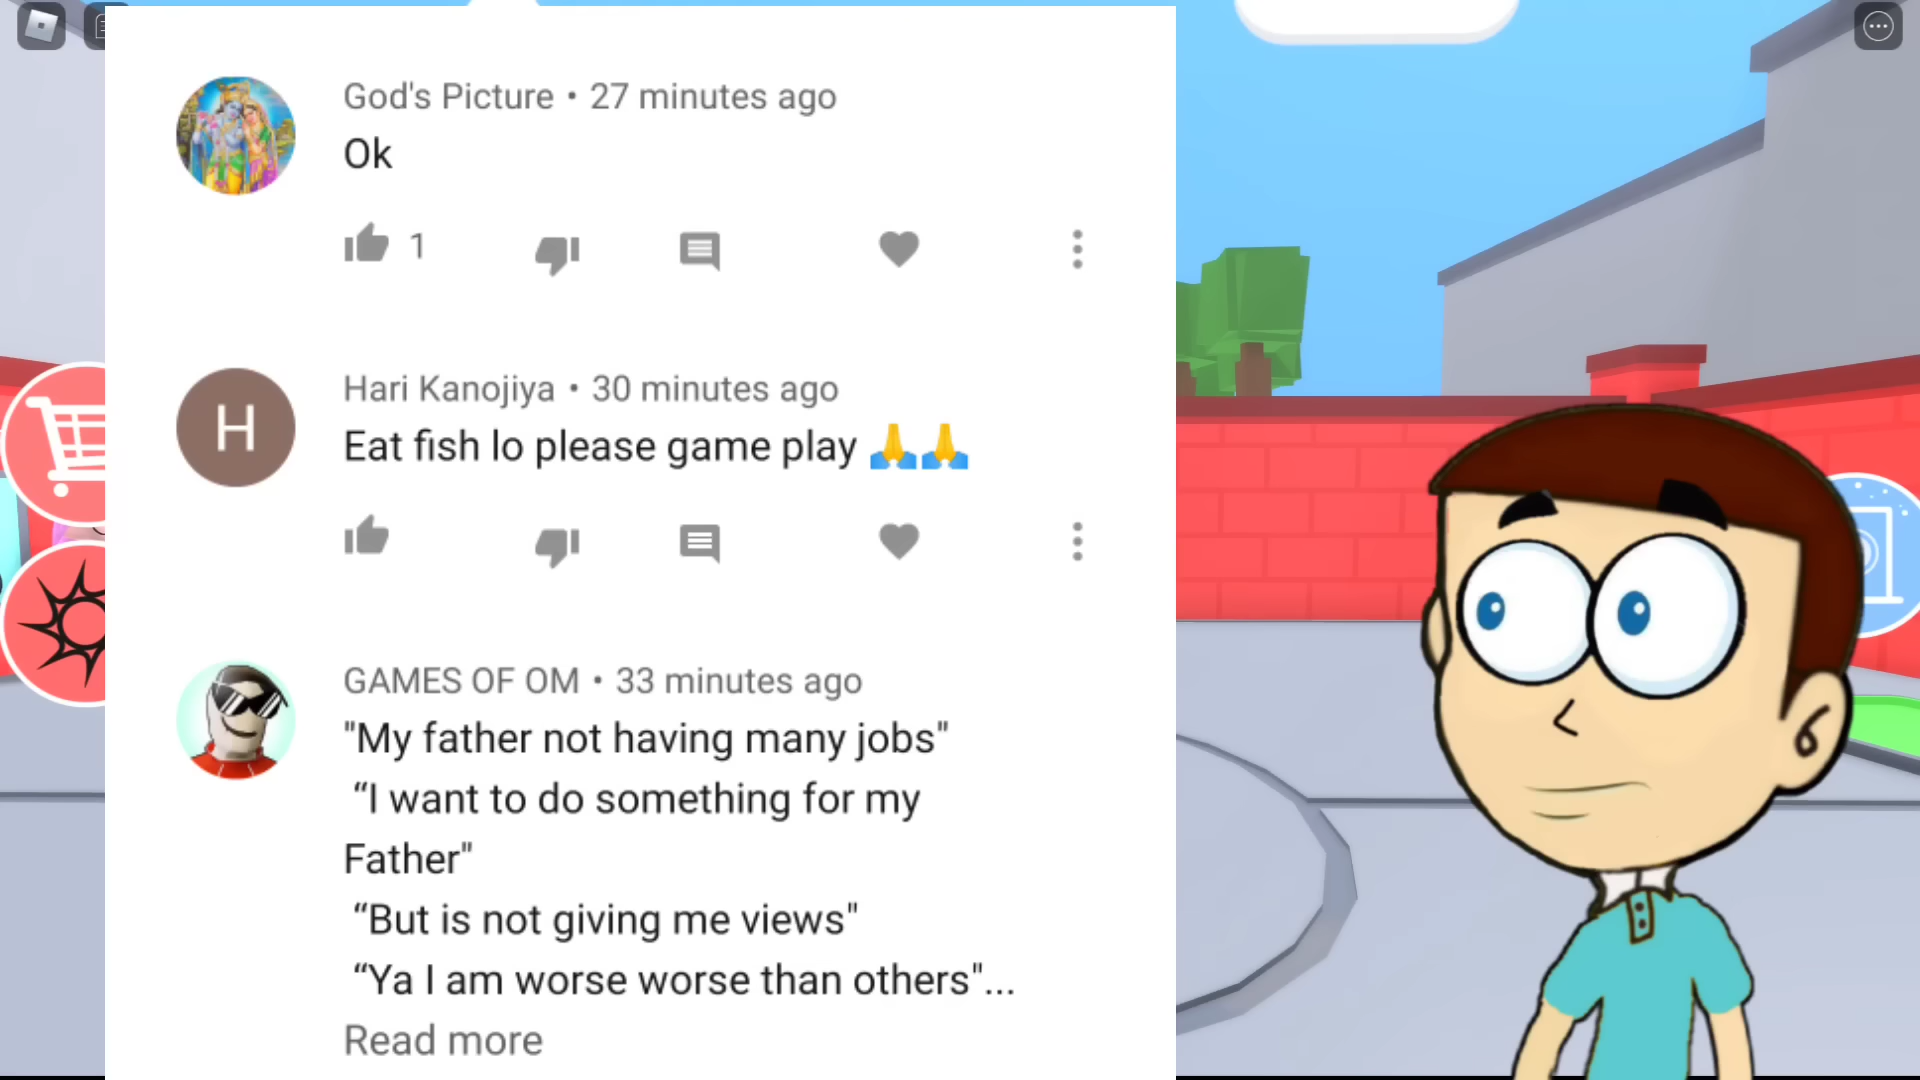 God's Picture • 27 minutes ago
Ok
1
H
Hari Kanojiya • 30 minutes ago
Eat fish lo please game play 🙏🙏
GAMES OF OM • 33 minutes ago
"My father not having many jobs"
“I want to do something for my
Father"
“But is not giving me views"
“Ya I am worse worse than others"...
Read more